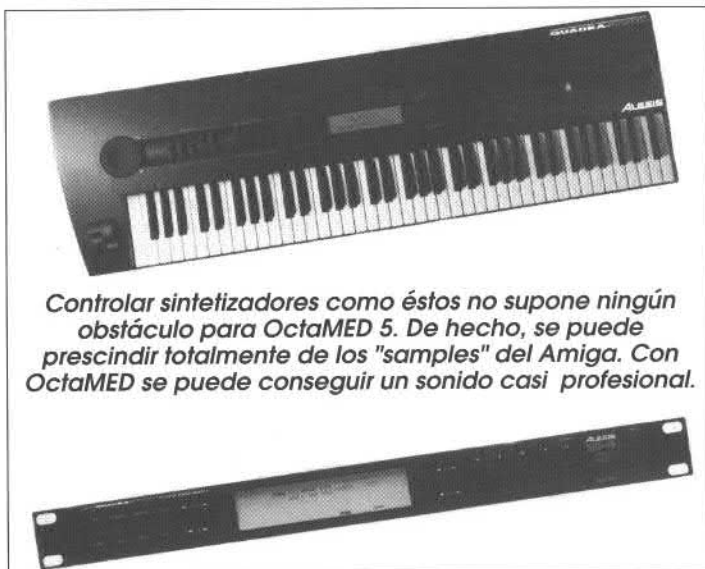 QUADRA
ALESIS
Controlar sintetizadores como éstos no supone ningún
obstáculo para OctaMED 5. De hecho, se puede
prescindir totalmente de los "samples" del Amiga. Con
OctaMED se puede conseguir un sonido casi profesional.
ALESIS